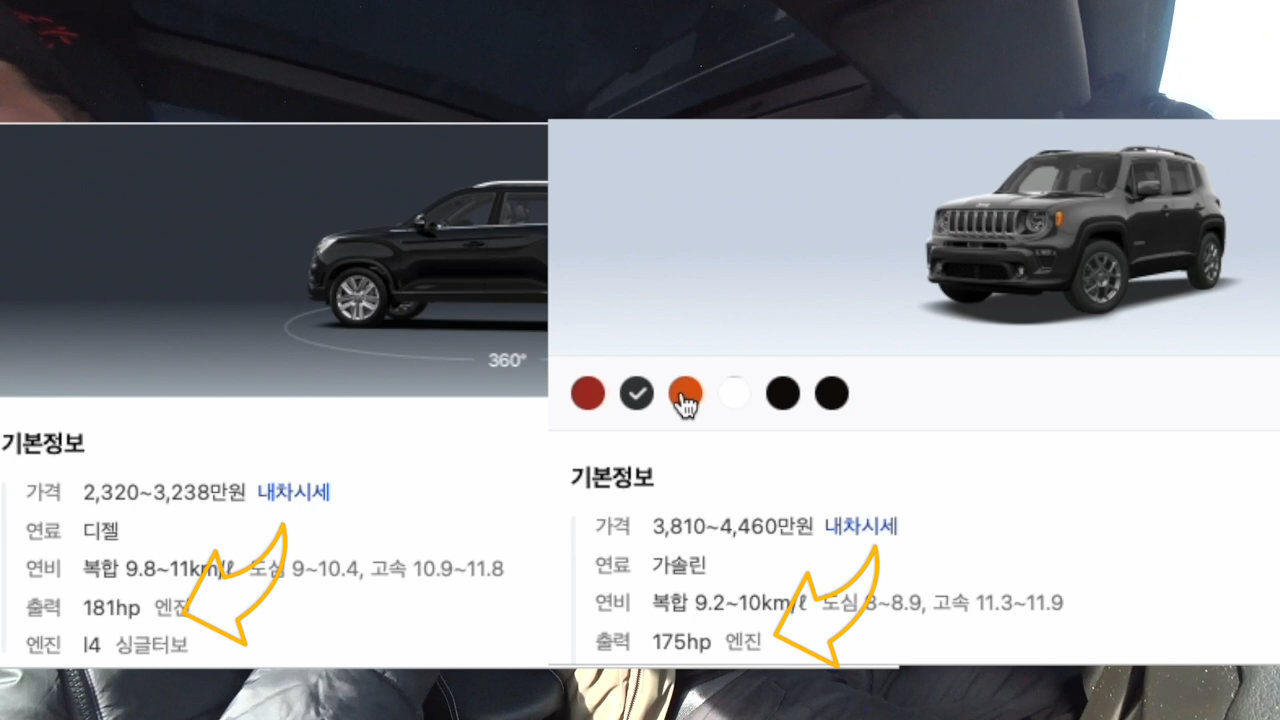 360°
기본정보
가격 2,320~3,238만원 내차시세
연료 디젤
연비 복합 9.8~11km/ℓ 도심 9~10.4, 고속 10.9~11.8
출력 181hp 엔진
엔진 I4 싱글터보
기본정보
가격 3,810~4,460만원 내차시세
연료 가솔린
연비 복합 9.2~10km/ℓ 도심 8~8.9, 고속 11.3~11.9
출력 175hp 엔진